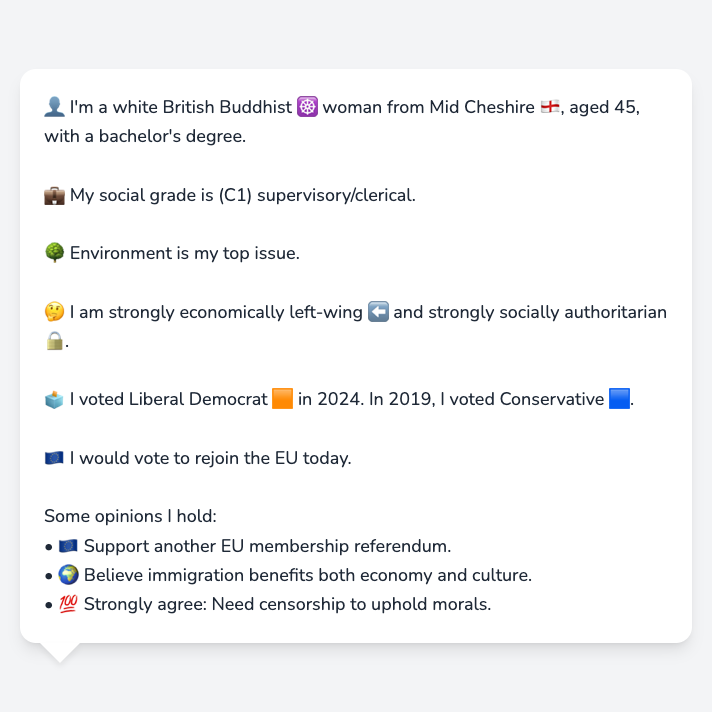 👤 I'm a white British Buddhist ☸️ woman from Mid Cheshire 🏴󠁧󠁢󠁥󠁮󠁧󠁿, aged 45,
with a bachelor's degree.
💼 My social grade is (C1) supervisory/clerical.
🌳 Environment is my top issue.
🤔 I am strongly economically left-wing ⬅️ and strongly socially authoritarian
🔒.
🗳️ I voted Liberal Democrat 🟧 in 2024. In 2019, I voted Conservative 🟦.
🇪🇺 I would vote to rejoin the EU today.
Some opinions I hold:
• 🇪🇺 Support another EU membership referendum.
• 🌍 Believe immigration benefits both economy and culture.
• 💯 Strongly agree: Need censorship to uphold morals.